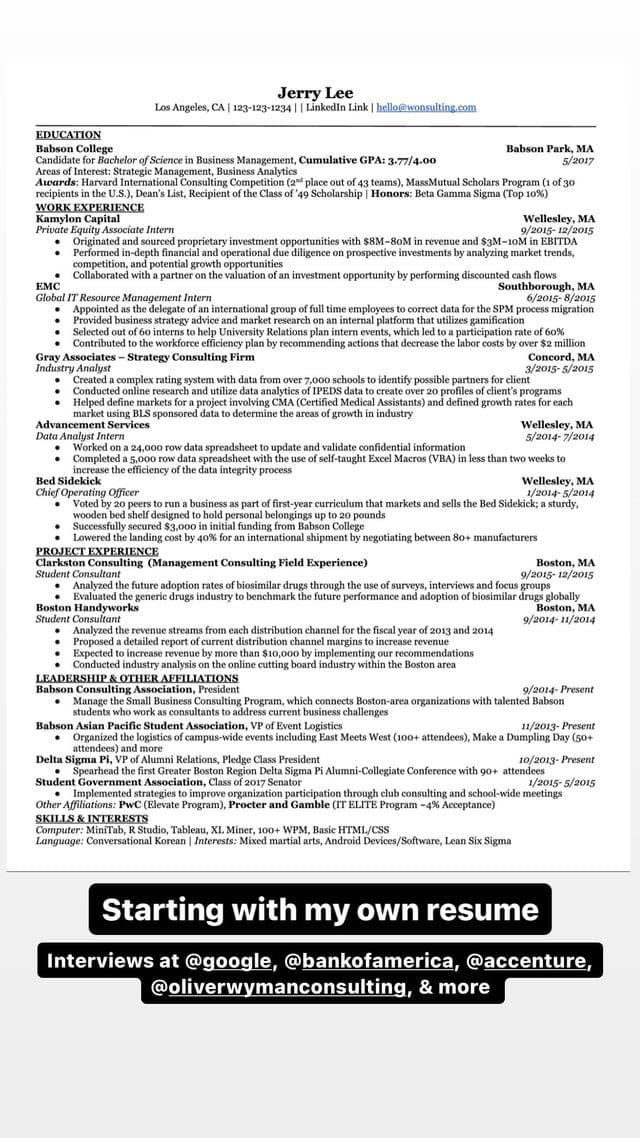 Jerry Lee
Los Angeles, CA | 123-123-1234 | | LinkedIn Link | hello@wonsulting.com
EDUCATION
Babson College Babson Park, MA
Candidate for Bachelor of Science in Business Management, Cumulative GPA: 3.77/4.00 5/2017
Areas of Interest: Strategic Management, Business Analytics
Awards: Harvard International Consulting Competition (2nd place out of 43 teams), MassMutual Scholars Program (1 of 30
recipients in the U.S.), Dean's List, Recipient of the Class of '49 Scholarship | Honors: Beta Gamma Sigma (Top 10%)
WORK EXPERIENCE
Kamylon Capital Wellesley, MA
Private Equity Associate Intern 9/2015- 12/2015
● Originated and sourced proprietary investment opportunities with $8M–80M in revenue and $3M–10M in EBITDA
● Performed in-depth financial and operational due diligence on prospective investments by analyzing market trends,
competition, and potential growth opportunities
● Collaborated with a partner on the valuation of an investment opportunity by performing discounted cash flows
EMC Southborough, MA
Global IT Resource Management Intern 6/2015- 8/2015
● Appointed as the delegate of an international group of full time employees to correct data for the SPM process migration
● Provided business strategy advice and market research on an internal platform that utilizes gamification
● Selected out of 60 interns to help University Relations plan intern events, which led to a participation rate of 60%
● Contributed to the workforce efficiency plan by recommending actions that decrease the labor costs by over $2 million
Gray Associates – Strategy Consulting Firm Concord, MA
Industry Analyst 3/2015- 5/2015
● Created a complex rating system with data from over 7,000 schools to identify possible partners for client
● Conducted online research and utilize data analytics of IPEDS data to create over 20 profiles of client's programs
● Helped define markets for a project involving CMA (Certified Medical Assistants) and defined growth rates for each
market using BLS sponsored data to determine the areas of growth in industry
Advancement Services Wellesley, MA
Data Analyst Intern 5/2014- 7/2014
● Worked on a 24,000 row data spreadsheet to update and validate confidential information
● Completed a 5,000 row data spreadsheet with the use of self-taught Excel Macros (VBA) in less than two weeks to
increase the efficiency of the data integrity process
Bed Sidekick Wellesley, MA
Chief Operating Officer 1/2014- 5/2014
● Voted by 20 peers to run a business as part of first-year curriculum that markets and sells the Bed Sidekick; a sturdy,
wooden bed shelf designed to hold personal belongings up to 20 pounds
● Successfully secured $3,000 in initial funding from Babson College
● Lowered the landing cost by 40% for an international shipment by negotiating between 80+ manufacturers
PROJECT EXPERIENCE
Clarkston Consulting (Management Consulting Field Experience) Boston, MA
Student Consultant 9/2015- 12/2015
● Analyzed the future adoption rates of biosimilar drugs through the use of surveys, interviews and focus groups
● Evaluated the generic drugs industry to benchmark the future performance and adoption of biosimilar drugs globally
Boston Handyworks Boston, MA
Student Consultant 9/2014- 11/2014
● Analyzed the revenue streams from each distribution channel for the fiscal year of 2013 and 2014
● Proposed a detailed report of current distribution channel margins to increase revenue
● Expected to increase revenue by more than $10,000 by implementing our recommendations
● Conducted industry analysis on the online cutting board industry within the Boston area
LEADERSHIP & OTHER AFFILIATIONS
Babson Consulting Association, President 9/2014- Present
● Manage the Small Business Consulting Program, which connects Boston-area organizations with talented Babson
students who work as consultants to address current business challenges
Babson Asian Pacific Student Association, VP of Event Logistics 11/2013- Present
● Organized the logistics of campus-wide events including East Meets West (100+ attendees), Make a Dumpling Day (50+
attendees) and more
Delta Sigma Pi, VP of Alumni Relations, Pledge Class President 10/2013- Present
● Spearhead the first Greater Boston Region Delta Sigma Pi Alumni-Collegiate Conference with 90+ attendees
Student Government Association, Class of 2017 Senator 1/2015- 5/2015
● Implemented strategies to improve organization participation through club consulting and school-wide meetings
Other Affiliations: PwC (Elevate Program), Procter and Gamble (IT ELITE Program ~4% Acceptance)
SKILLS & INTERESTS
Computer: MiniTab, R Studio, Tableau, XL Miner, 100+ WPM, Basic HTML/CSS
Language: Conversational Korean | Interests: Mixed martial arts, Android Devices/Software, Lean Six Sigma
Starting with my own resume
Interviews at @google, @bankofamerica, @accenture,
@oliverwymanconsulting, & more